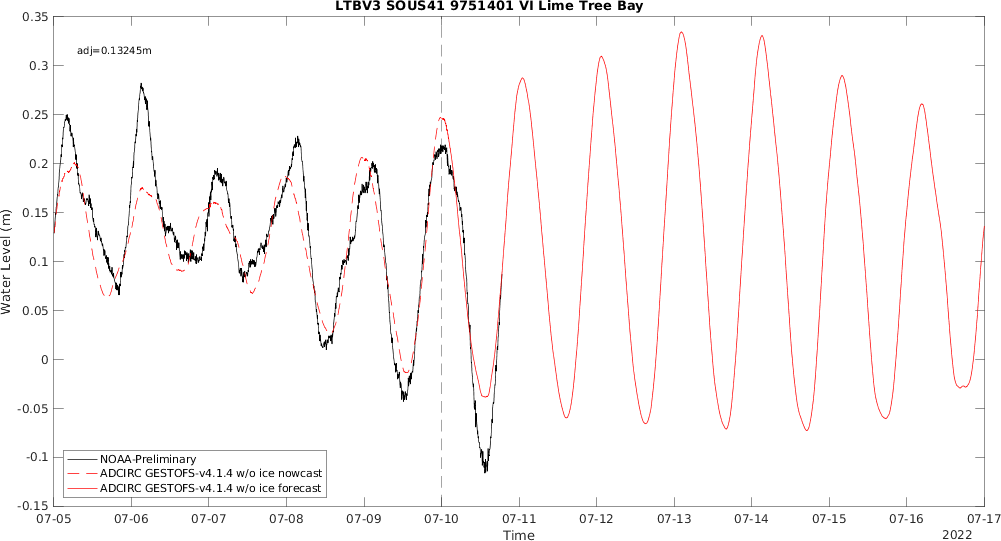 LTBV3 SOUS41 9751401 VI Lime Tree Bay
adj=0.13245m
0.35
0.3
0.25
0.2
0.15
0.1
0.05
0
-0.05
-0.1
-0.15
Water Level (m)
NOAA-Preliminary
ADCIRC GESTOFS-v4.1.4 w/o ice nowcast
ADCIRC GESTOFS-v4.1.4 w/o ice forecast
07-05 07-06 07-07 07-08 07-09 07-10 07-11 07-12 07-13 07-14 07-15 07-16 07-17
Time
2022